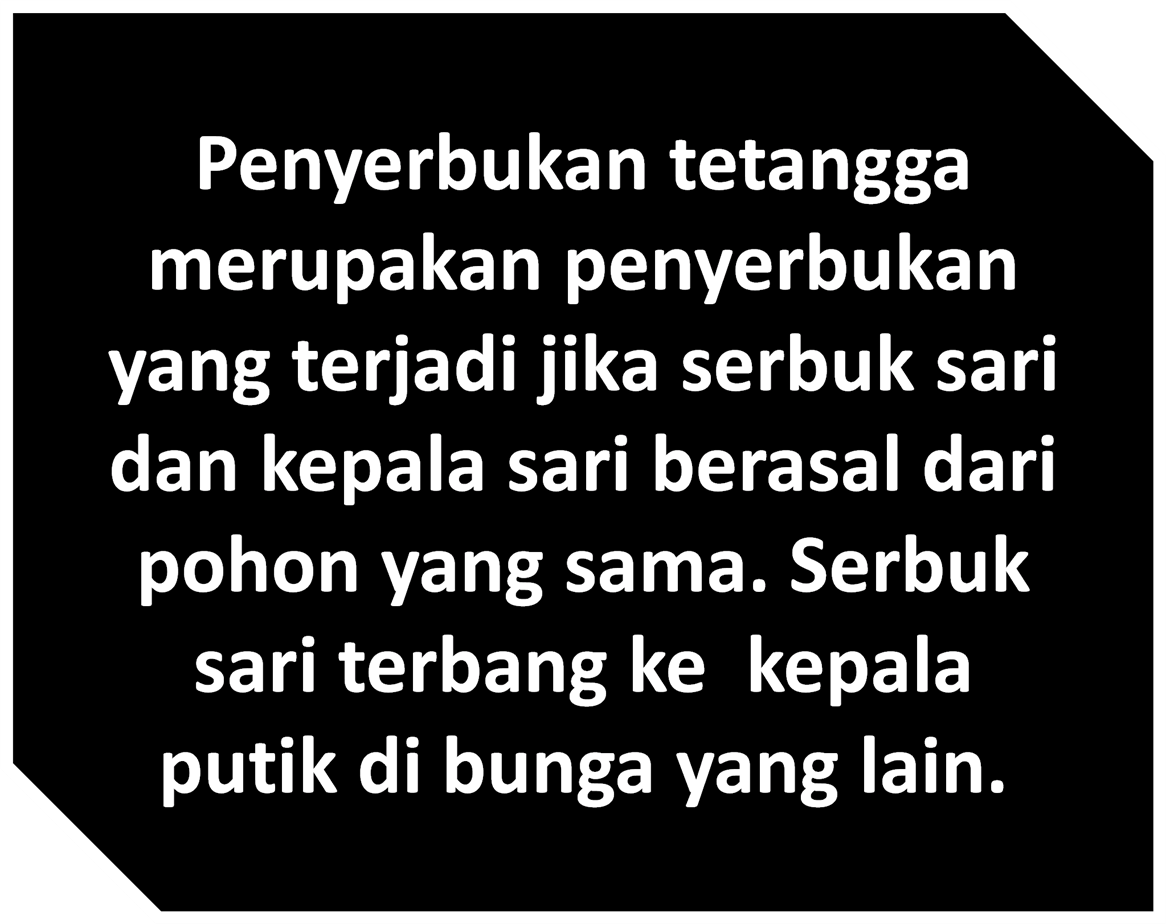 Penyerbukan tetangga
merupakan penyerbukan
yang terjadi jika serbuk sari
dan kepala sari berasal dari
pohon yang sama. Serbuk
sari terbang ke  kepala
putik di bunga yang lain.